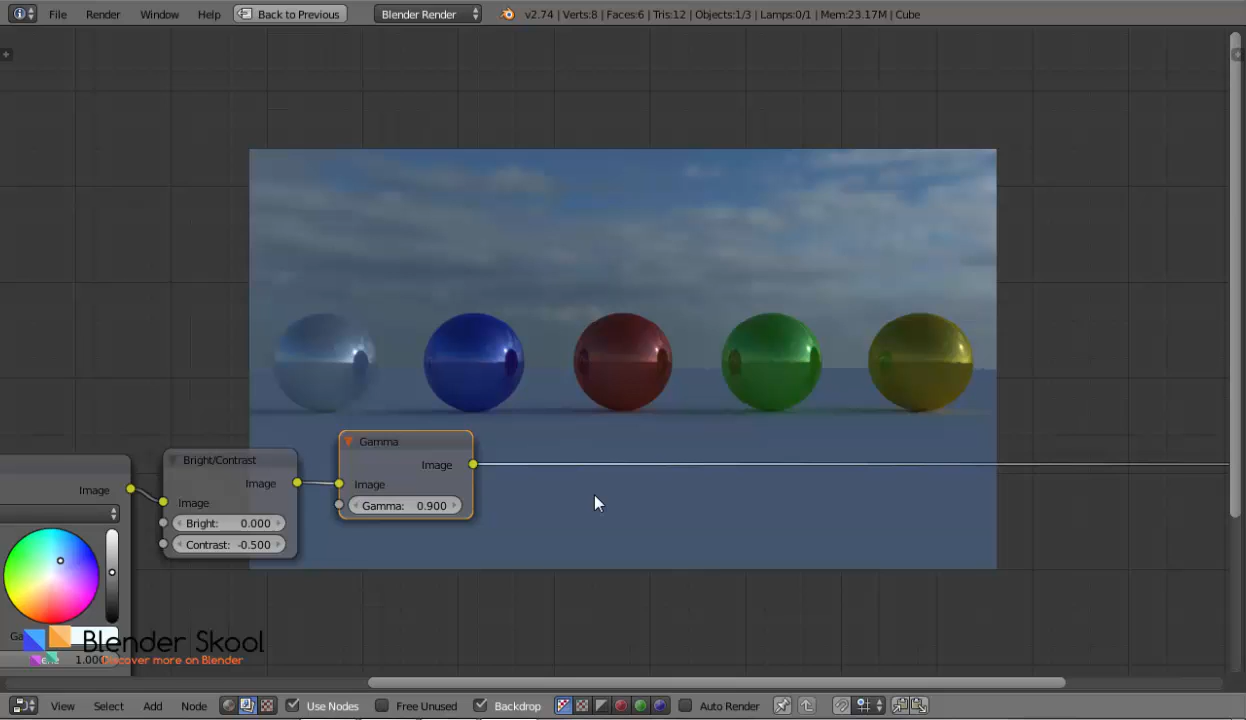 File Render Window Help Back to Previous Blender Render v2.74 | Verts:8 | Faces:6 | Tris:12 | Objects:1/3 | Lamps:0/1 | Mem:23.17M | Cube
Gamma
Image
Image
Gamma: 0.900
Bright/Contrast
Image
Image
Bright: 0.000
Contrast: -0.500
Image
Ga
1.000
Blender Skool
Discover more on Blender
View Select Add Node Use Nodes Free Unused Backdrop Auto Render